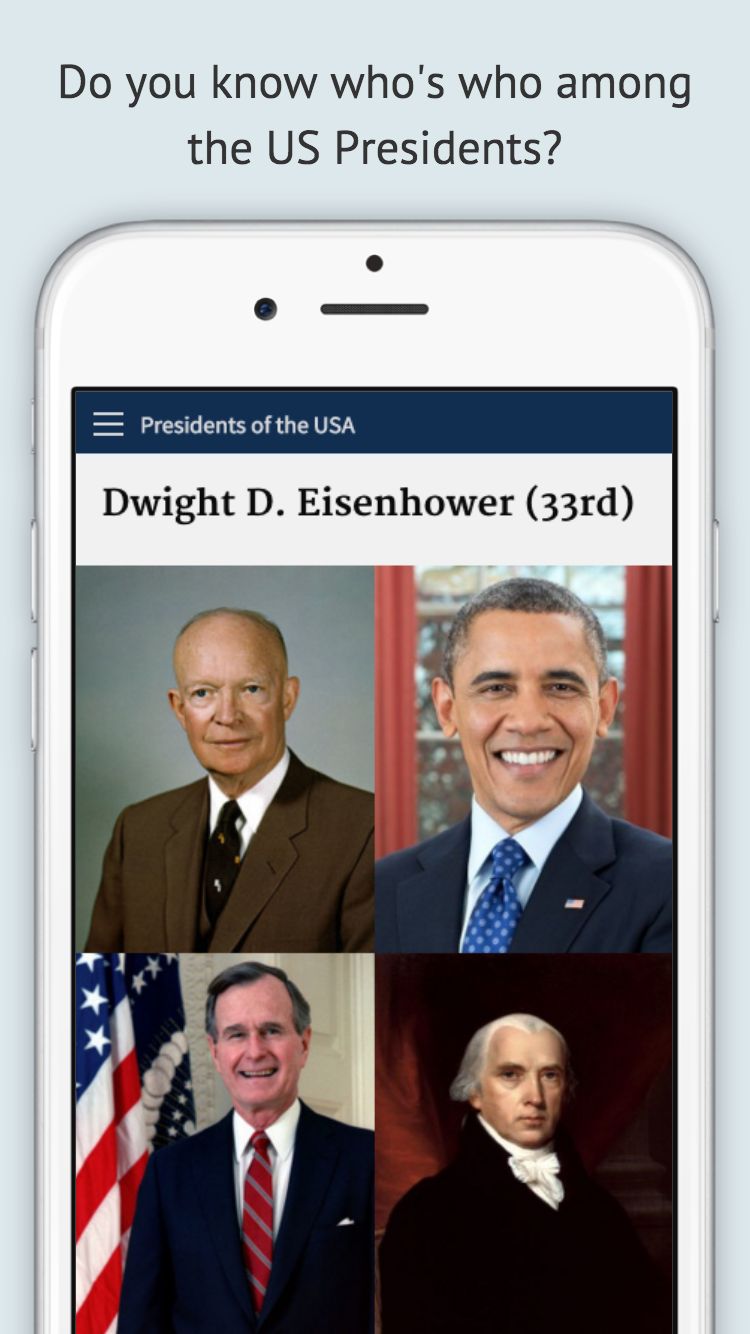 Do you know who's who among
the US Presidents?
Presidents of the USA
Dwight D. Eisenhower (33rd)